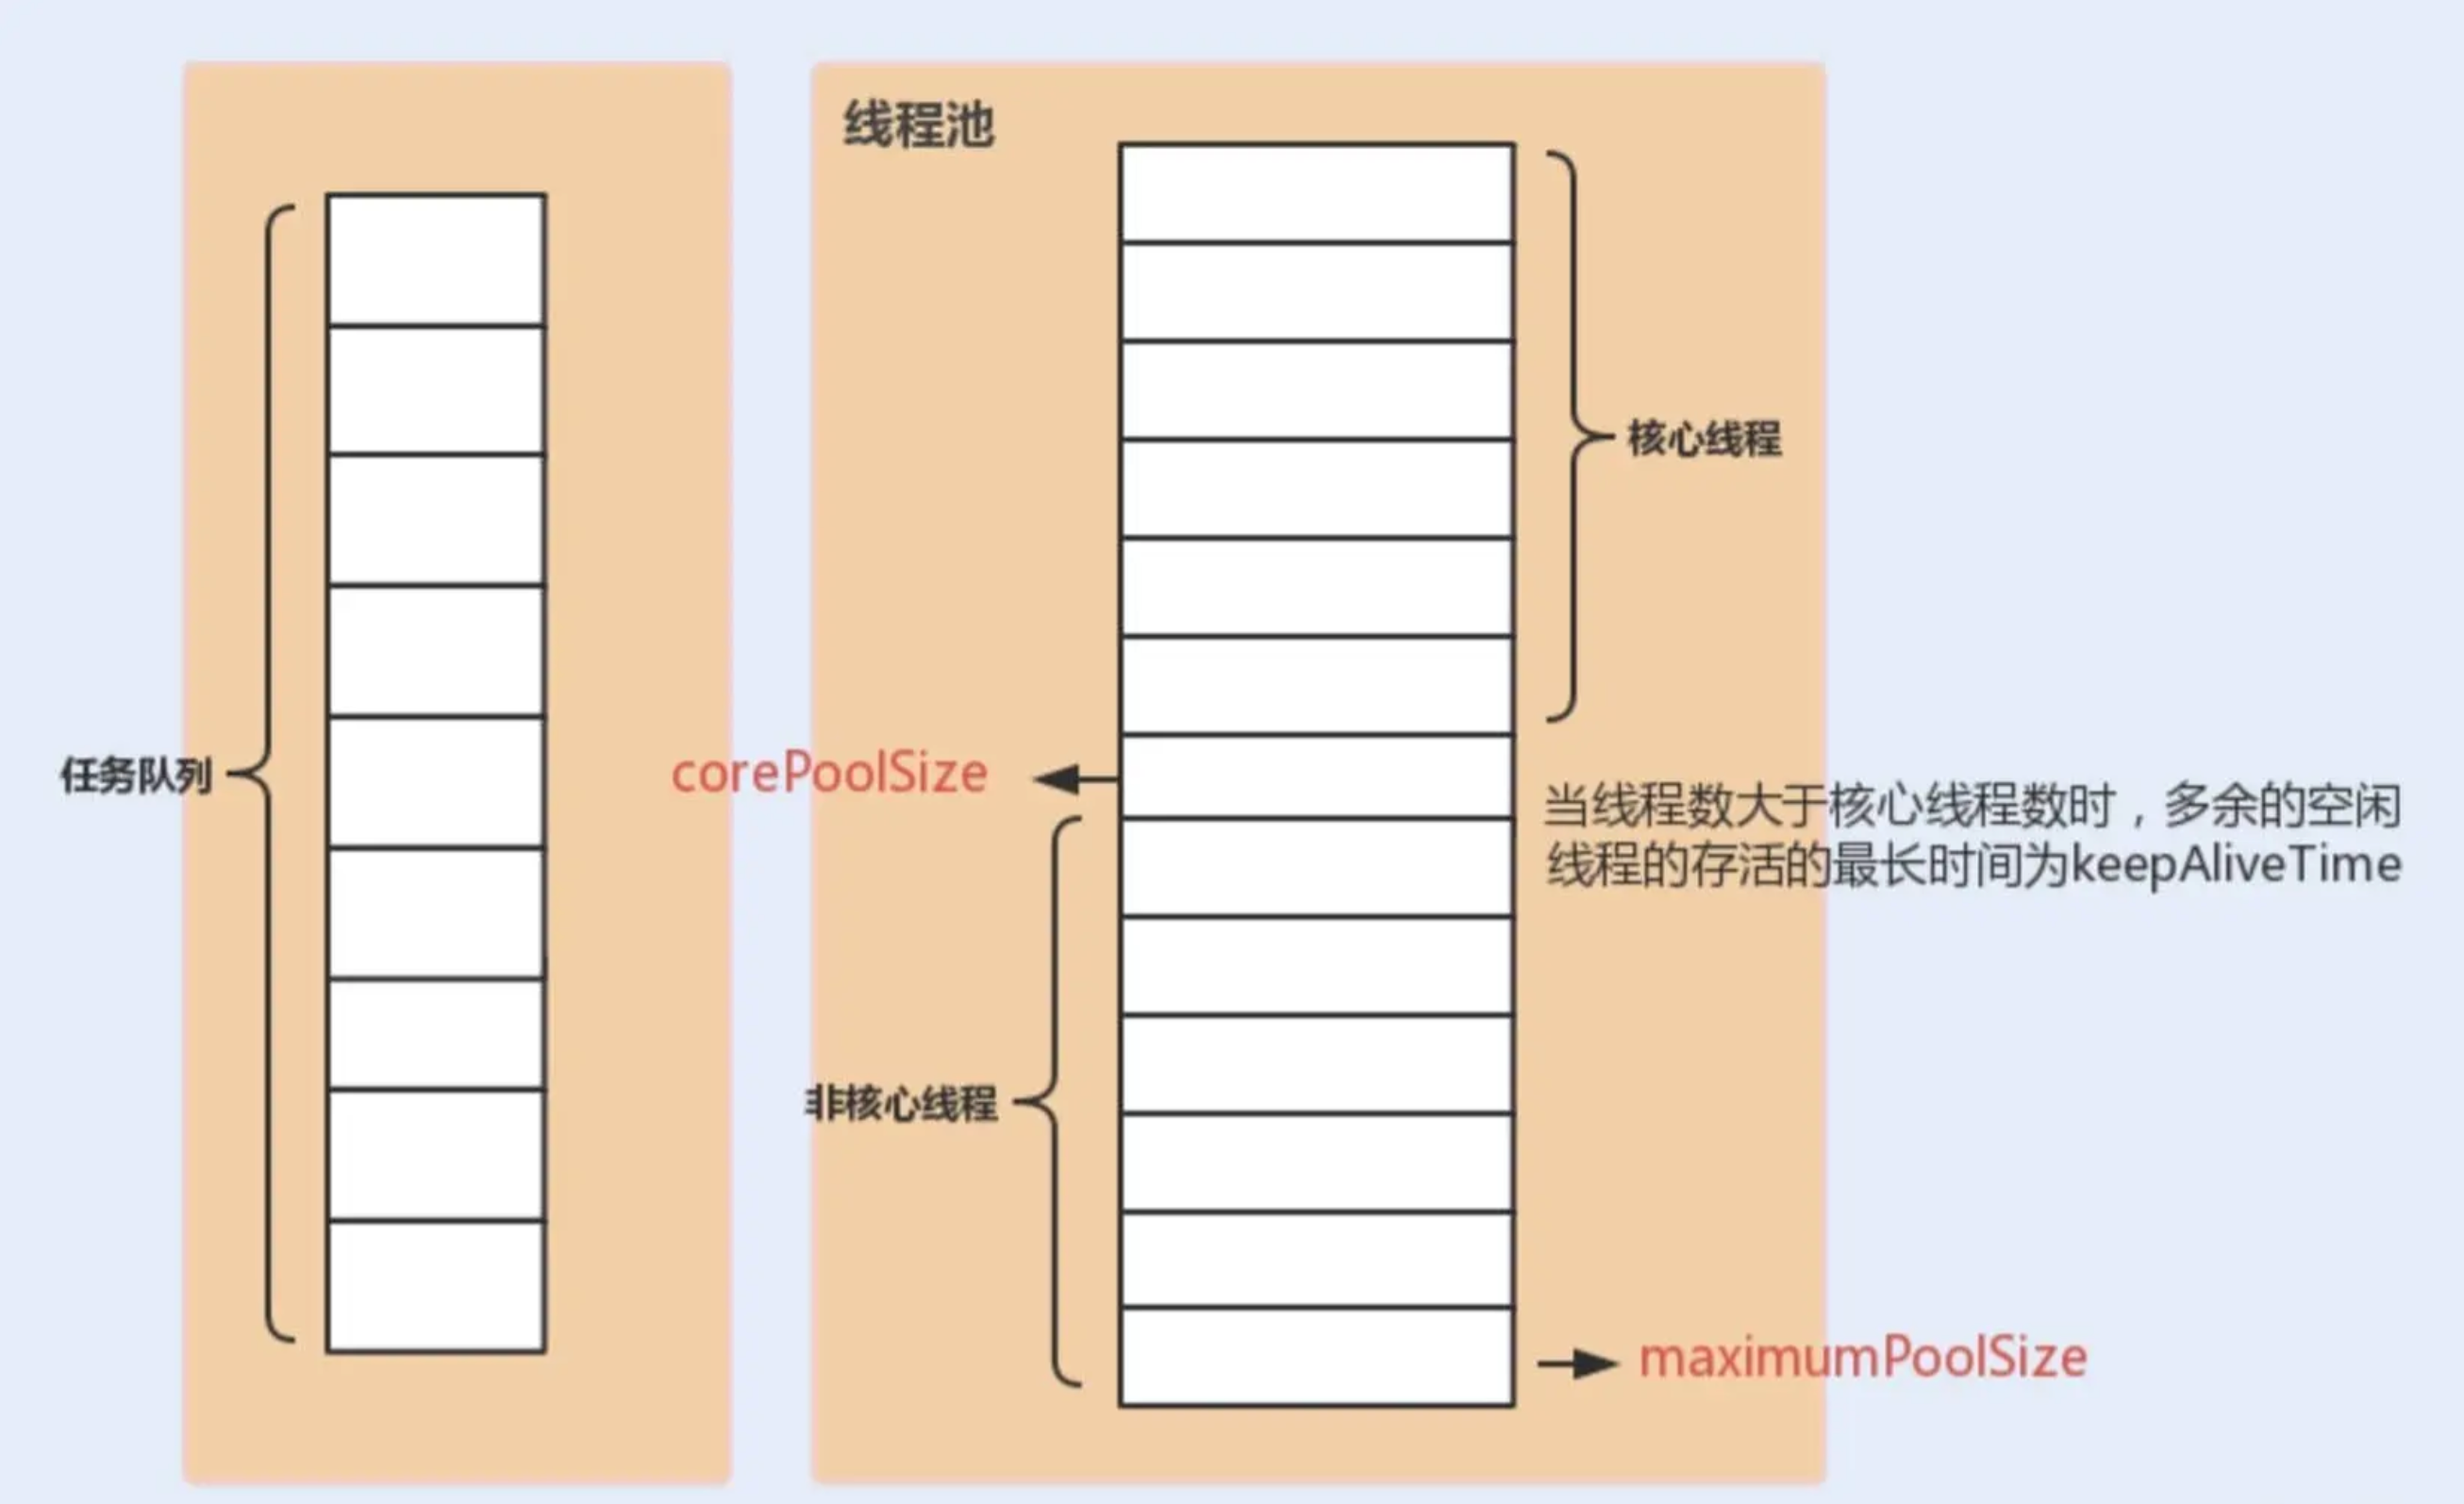 线程池
核心线程
任务队列
corePoolSize
当线程数大于核心线程数时，多余的空闲
线程的存活的最长时间为keepAliveTime
非核心线程
maximumPoolSize